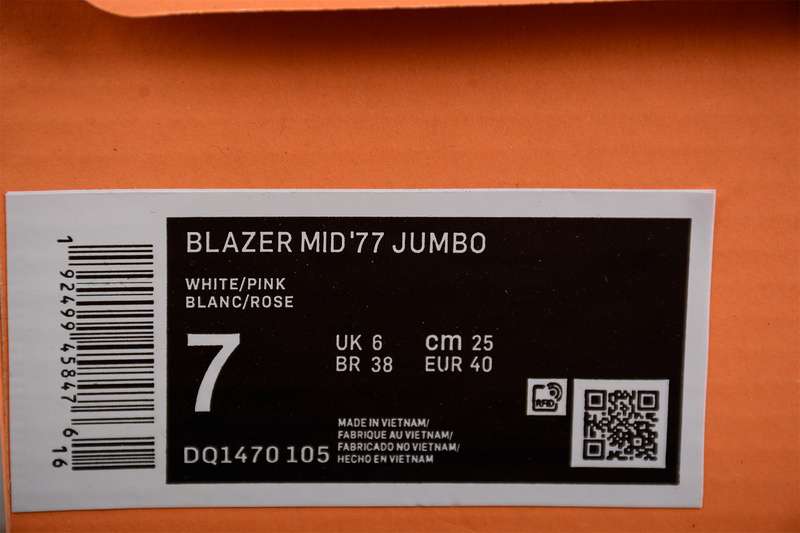 BLAZER MID'77 JUMBO
WHITE/PINK
BLANC/ROSE
7
UK 6 cm 25
BR 38 EUR 40
RFID
MADE IN VIETNAM/
FABRIQUE AU VIETNAM/
FABRICADO NO VIETNAM/
HECHO EN VIETNAM
DQ1470 105
1 92499 45847 6 16